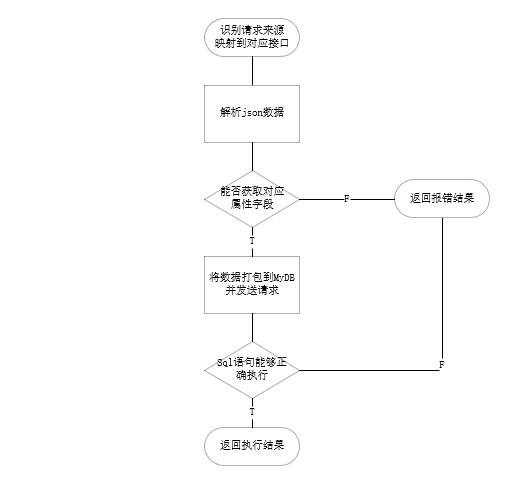 识别请求来源
映射到对应接口
解析json数据
能否获取对应
属性字段
F
返回报错结果
T
将数据打包到MyDB
并发送请求
Sql语句能够正
确执行
F
T
返回执行结果